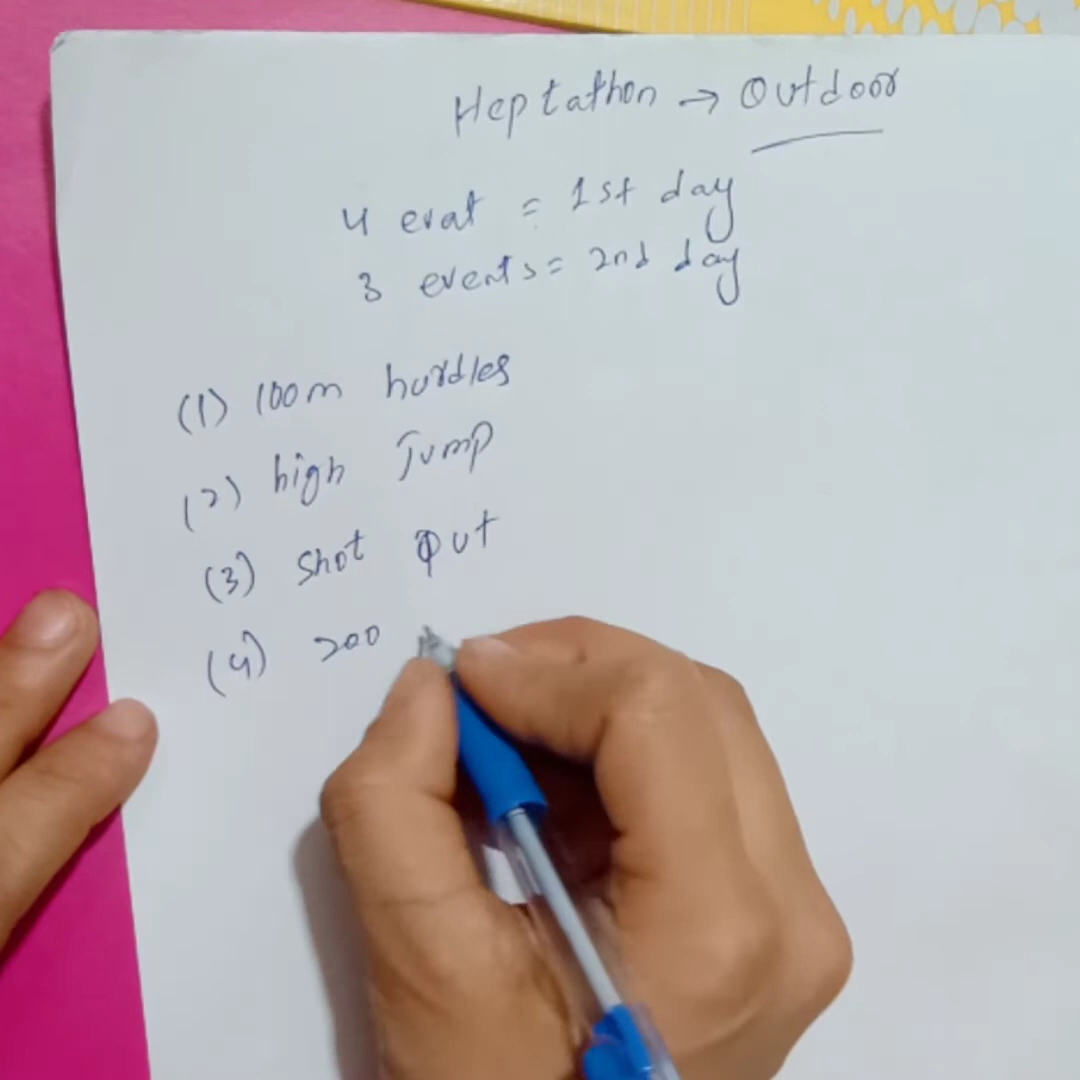 Heptathon → Outdoor
4 evat = 1st day
3 events = 2nd day
(1) 100m hurdles
(2) high Jump
(3) Shot Put
(4) 200